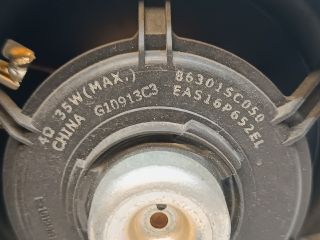 4Ω 35W(MAX.) 86301SC050
CHINA G10913C3 EAS16P652EL